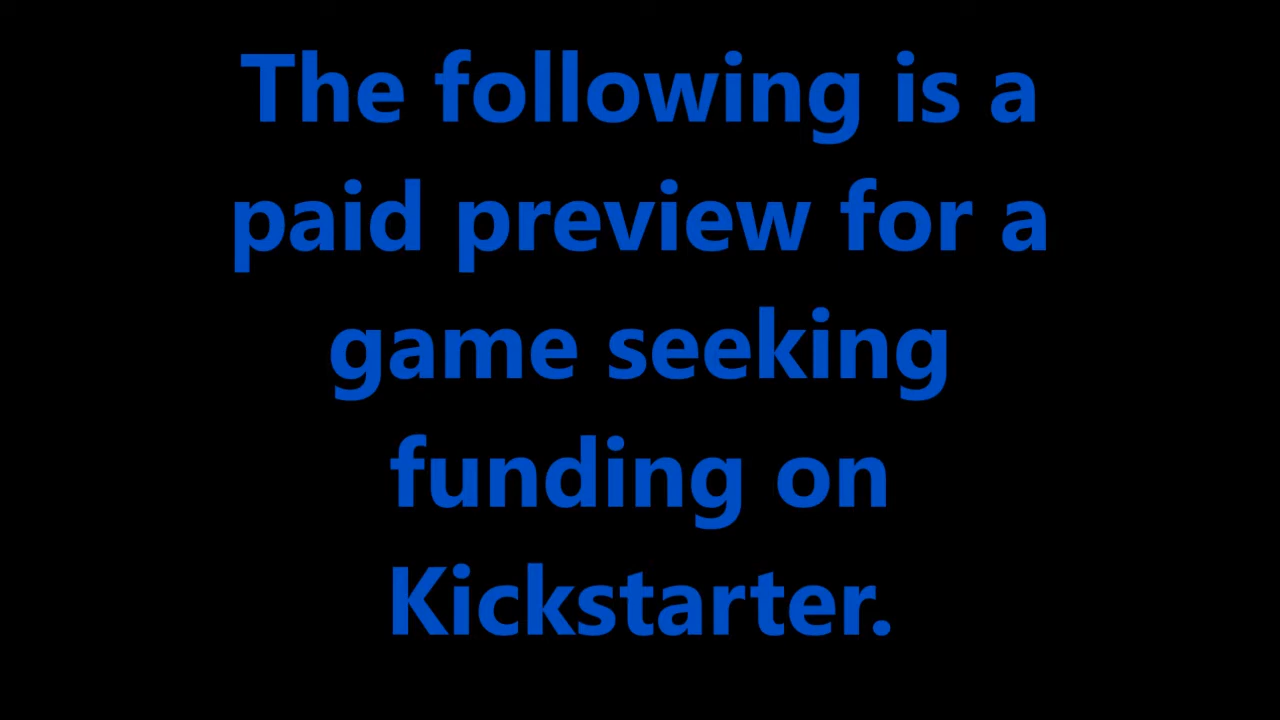 The following is a
paid preview for a
game seeking
funding on
Kickstarter.